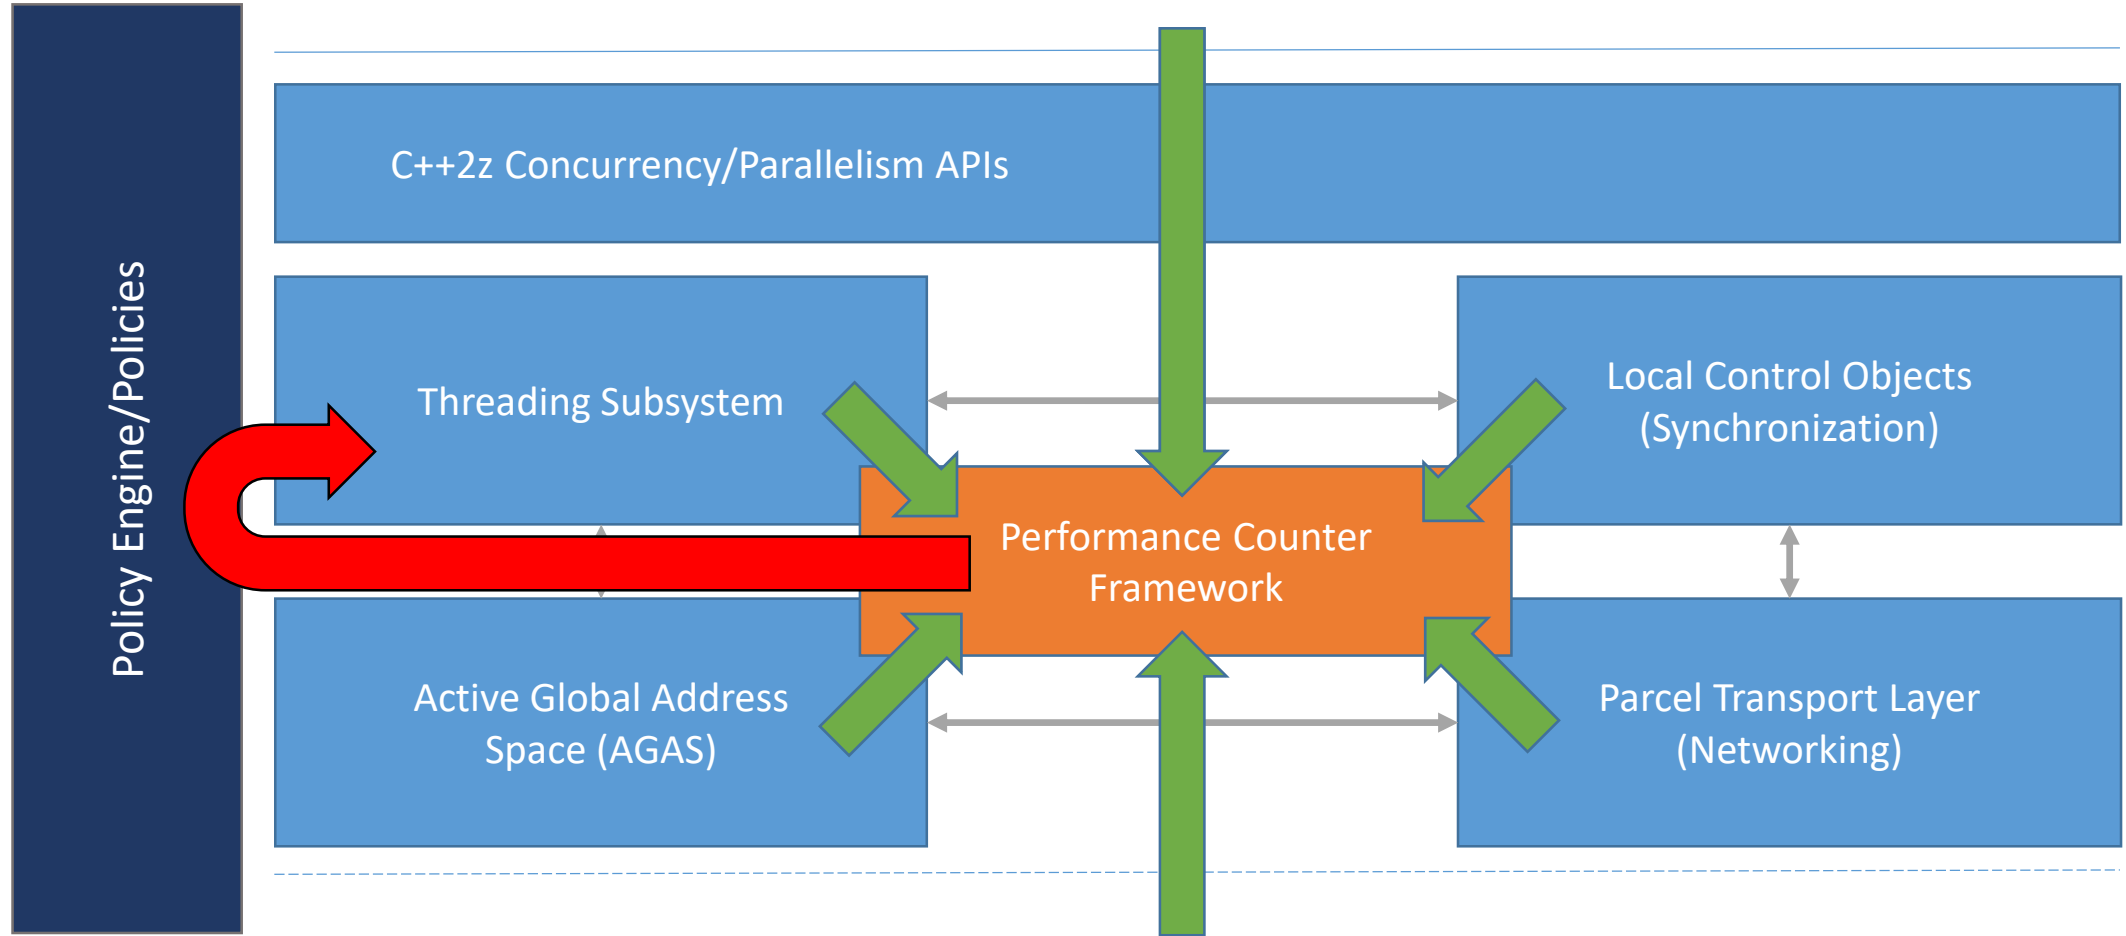 Policy Engine/Policies
C++2z Concurrency/Parallelism APIs
Threading Subsystem
Local Control Objects
(Synchronization)
Performance Counter
Framework
Active Global Address
Space (AGAS)
Parcel Transport Layer
(Networking)